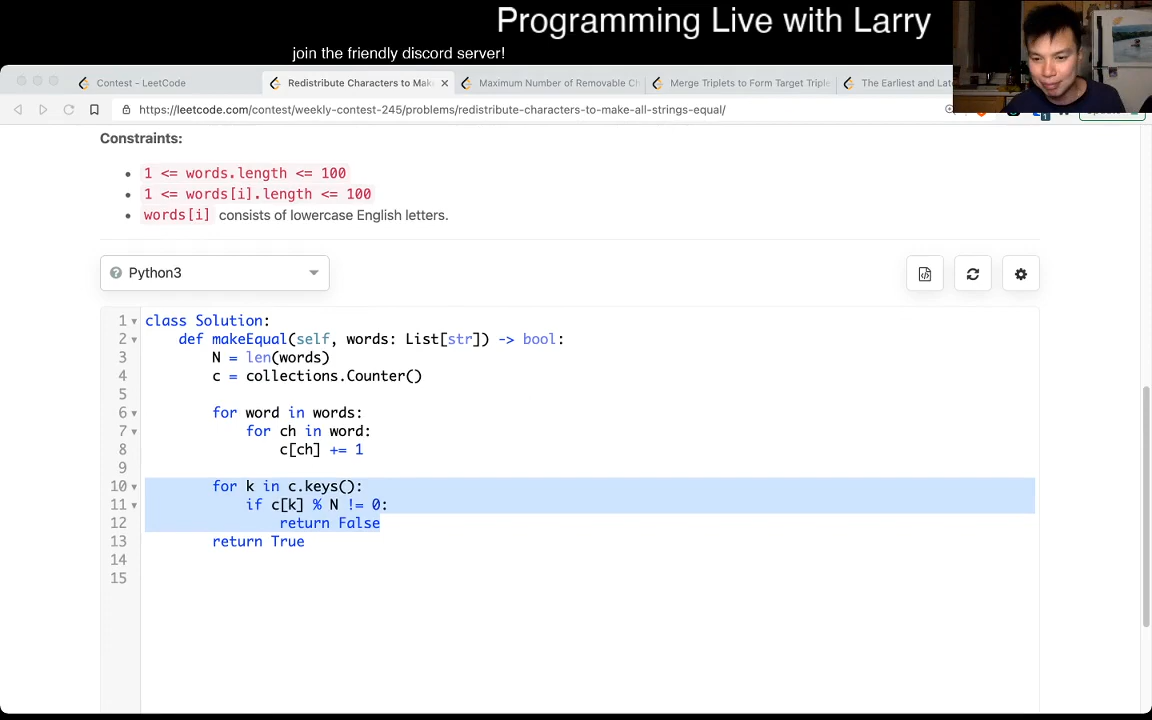 Programming Live with Larry
join the friendly discord server!
Contest - LeetCode
Redistribute Characters to Mak
Maximum Number of Removable Ch
Merge Triplets to Form Target Triple
The Earliest and Lat
https://leetcode.com/contest/weekly-contest-245/problems/redistribute-characters-to-make-all-strings-equal/
Constraints:
• 1 <= words.length <= 100
• 1 <= words[i].length <= 100
• words[i] consists of lowercase English letters.
Python3
1 class Solution:
2 def makeEqual(self, words: List[str]) -> bool:
3 N = len(words)
4 c = collections.Counter()
5
6 for word in words:
7 for ch in word:
8 c[ch] += 1
9
10 for k in c.keys():
11 if c[k] % N != 0:
12 return False
13 return True
14
15